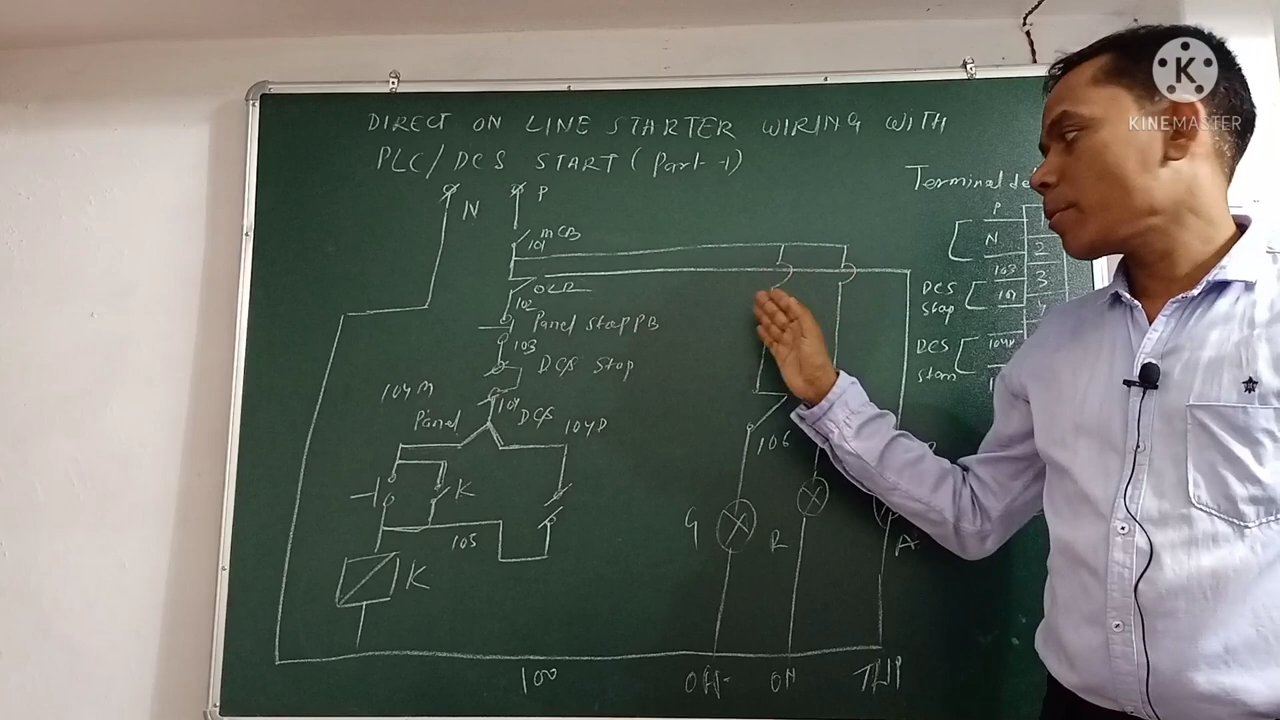 DIRECT ON LINE STARTER WIRING WITH
PLC/DCS START (Part-1)
N
P
MCB
101
OLR
102
Panel Stop PB
103
DCS Stop
104M
104
Panel
DCS
104D
K
105
K
100
106
G
R
A
OFF
ON
TRIP
Terminal de
P
1
N
2
103
3
DCS
Stop
DCS
K
KINEMASTER